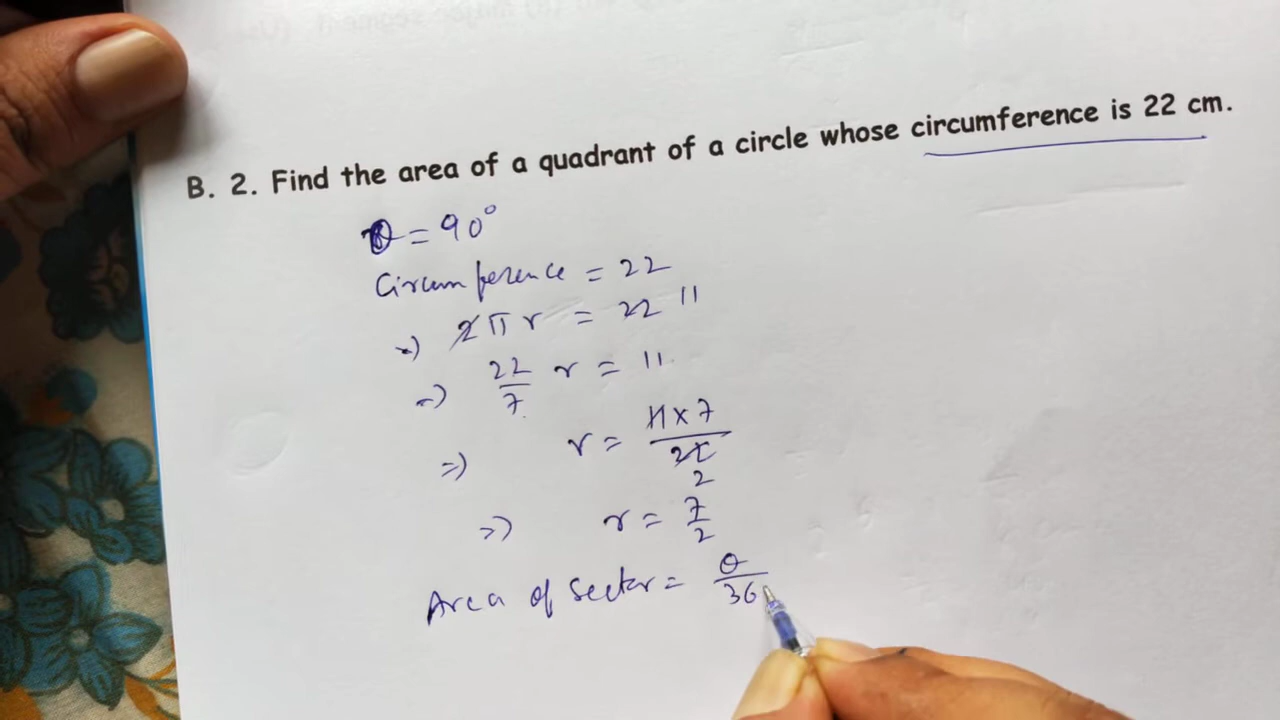 B. 2. Find the area of a quadrant of a circle whose circumference is 22 cm.
θ = 90°
Circumference = 22
=) 2πr = 22 11
=) 22/7 r = 11
=) r = 11 x 7 / 22 2
=) r = 7/2
Area of sector = θ/36